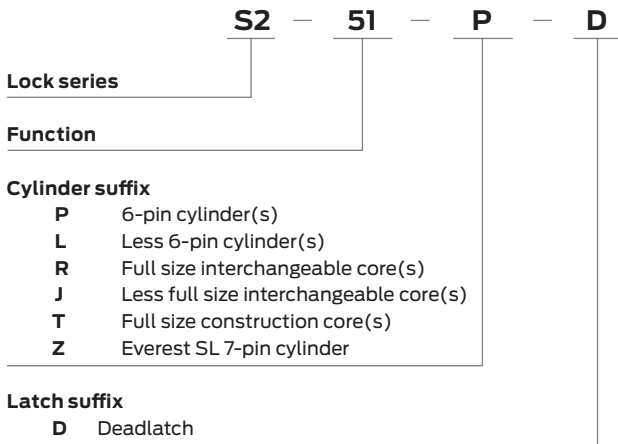 S2 — 51 — P — D
Lock series
Function
Cylinder suffix
P 6-pin cylinder(s)
L Less 6-pin cylinder(s)
R Full size interchangeable core(s)
J Less full size interchangeable core(s)
T Full size construction core(s)
Z Everest SL 7-pin cylinder
Latch suffix
D Deadlatch